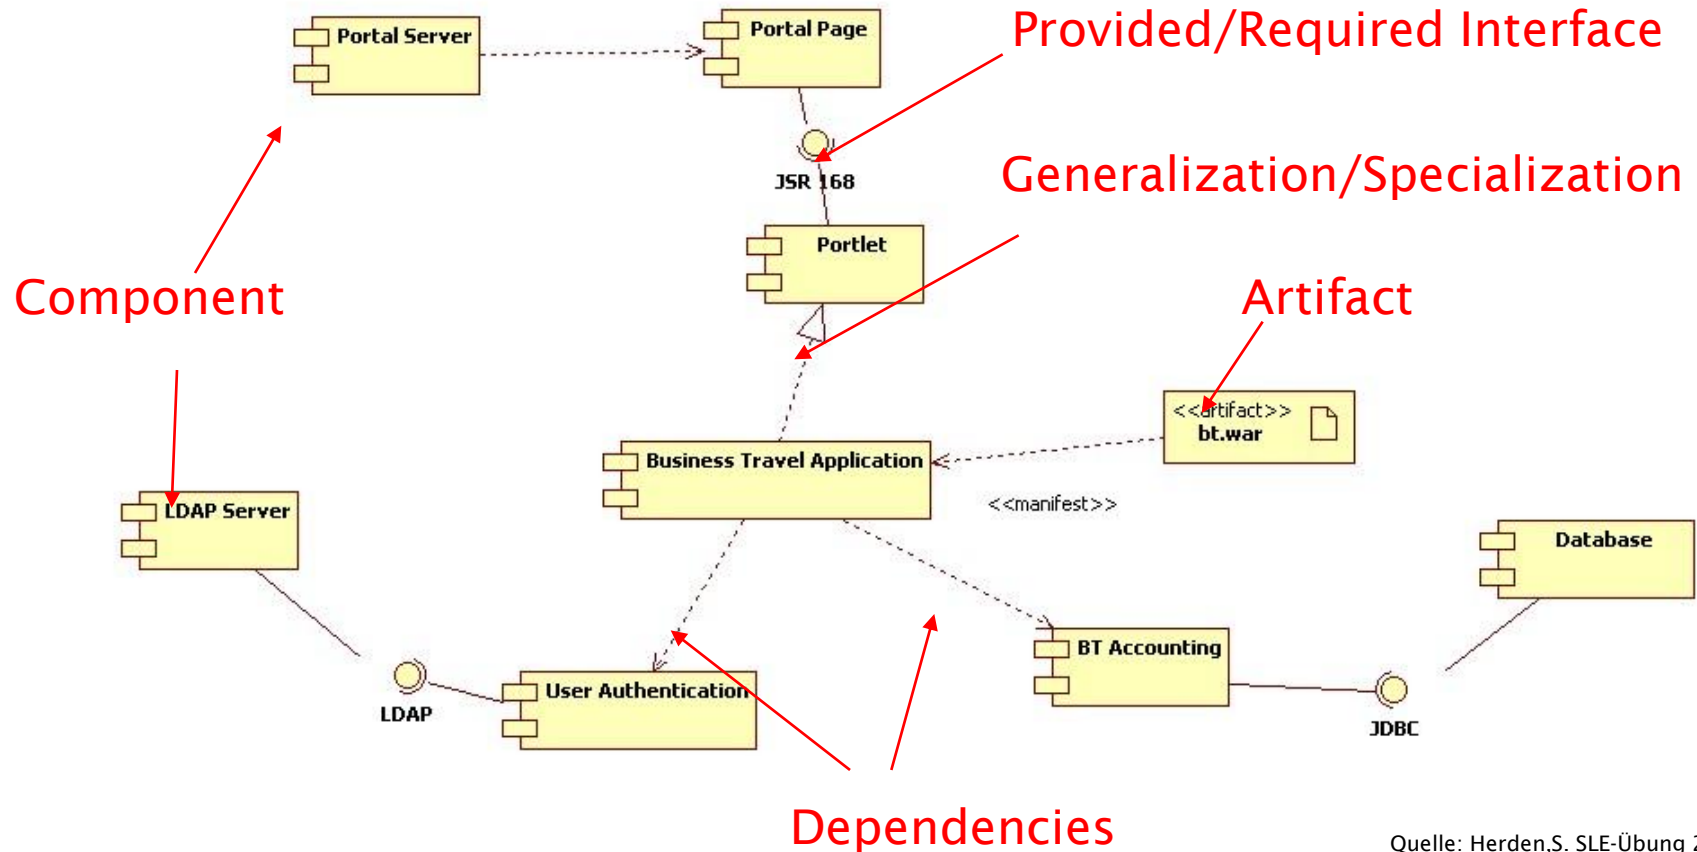 Portal Server
Portal Page
Provided/Required Interface
JSR 168
Generalization/Specialization
Portlet
Component
Artifact
<<artifact>>
bt.war
Business Travel Application
<<manifest>>
LDAP Server
Database
BT Accounting
User Authentication
LDAP
JDBC
Dependencies
Quelle: Herden,S. SLE-Übung 2